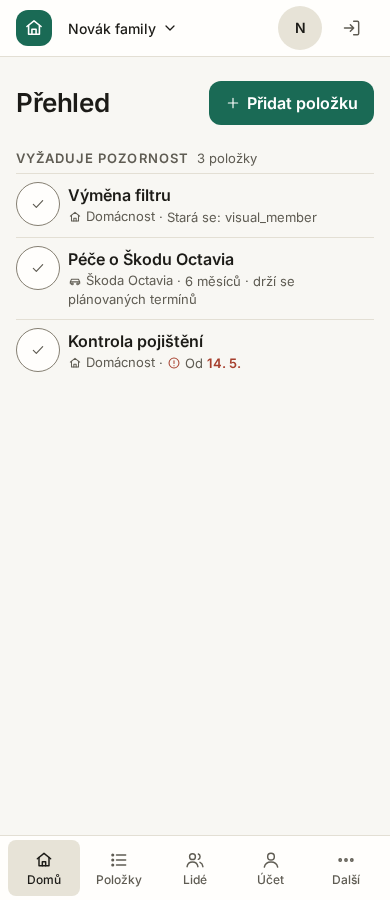 Novák family
N
Přehled
Přidat položku
VYŽADUJE POZORNOST 3 položky
Výměna filtru
Domácnost · Stará se: visual_member
Péče o Škodu Octavia
Škoda Octavia · 6 měsíců · drží se
plánovaných termínů
Kontrola pojištění
Domácnost · Od 14. 5.
Domů Položky Lidé Účet Další